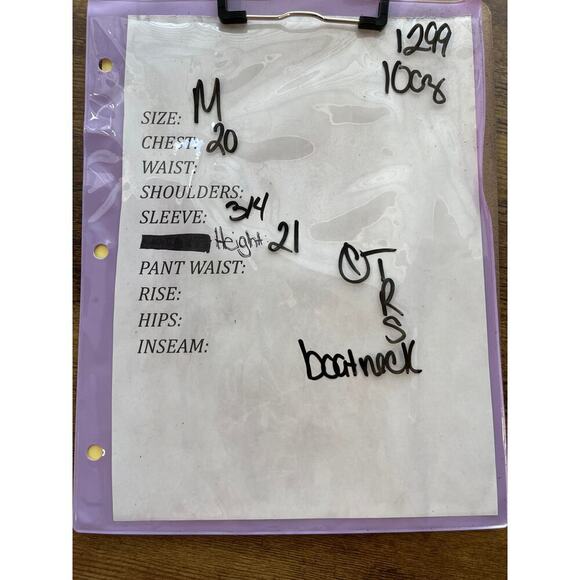 1299
10oz
SIZE: M
CHEST: 20
WAIST:
SHOULDERS:
SLEEVE: 3/4
Height: 21
PANT WAIST:
RISE:
HIPS:
INSEAM:
boatneck